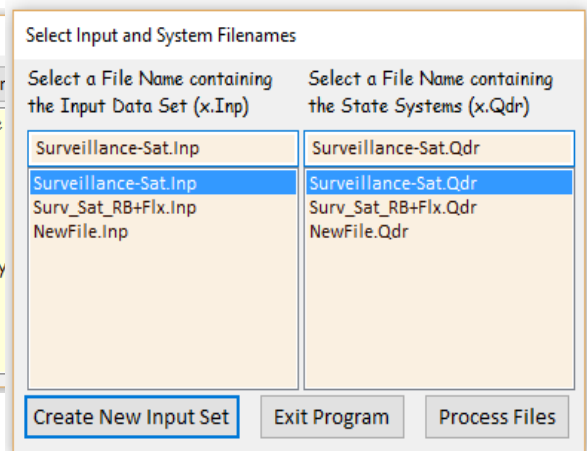 Select Input and System Filenames
Select a File Name containing
the Input Data Set (x.Inp)
Select a File Name containing
the State Systems (x.Qdr)
Surveillance-Sat.Inp
Surveillance-Sat.Qdr
Surveillance-Sat.Inp
Surv_Sat_RB+Flx.Inp
NewFile.Inp
Surveillance-Sat.Qdr
Surv_Sat_RB+Flx.Qdr
NewFile.Qdr
Create New Input Set
Exit Program
Process Files